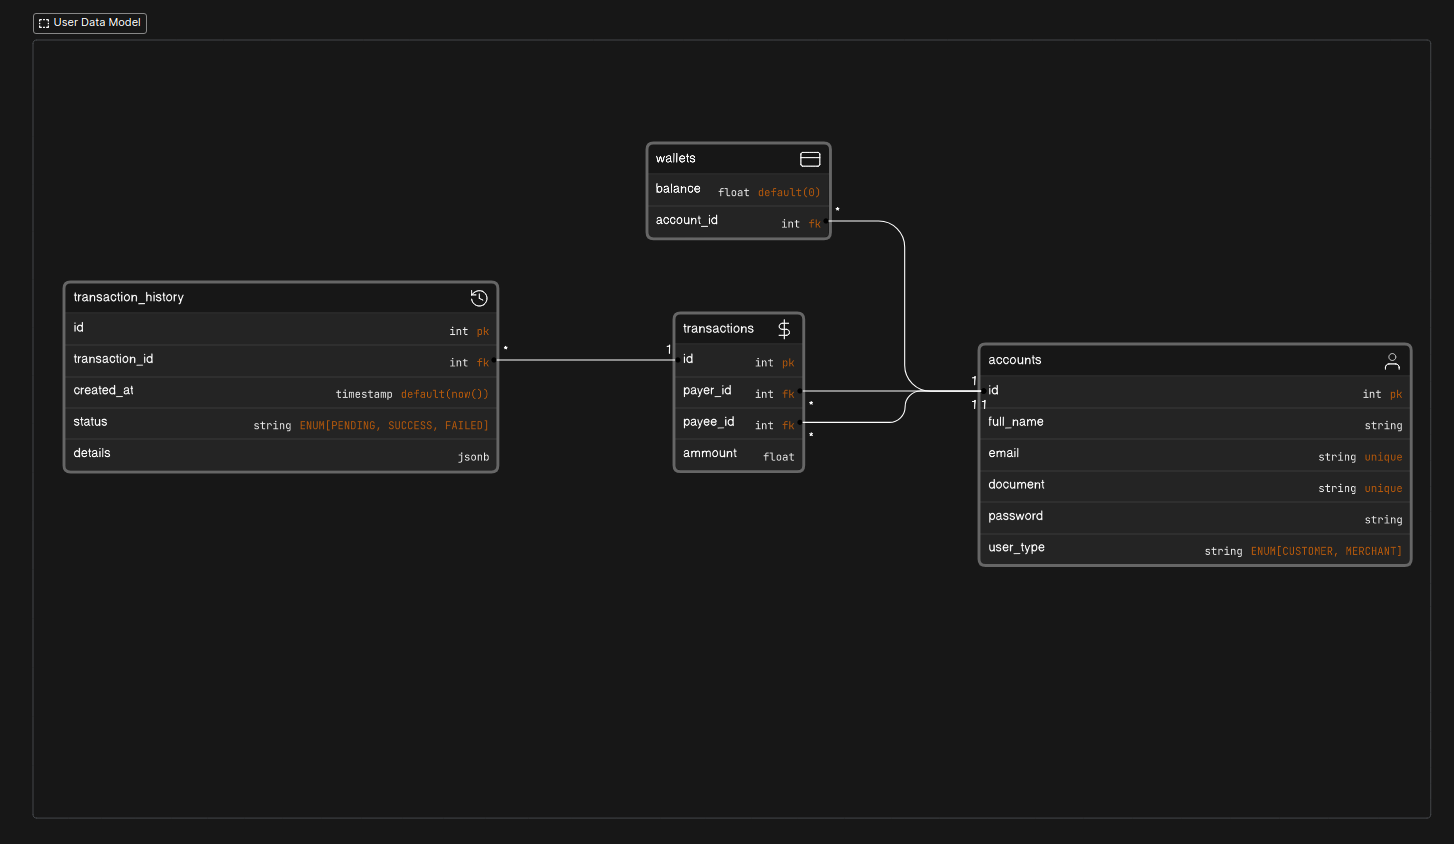 User Data Model
wallets
balance float default(0)
*
account_id int fk
transaction_history
id int pk
*
transaction_id int fk
created_at timestamp default(now())
status string ENUM[PENDING, SUCCESS, FAILED]
details jsonb
transactions $
1
id int pk
payer_id int fk
*
payee_id int fk
*
ammount float
accounts
1
id int pk
1 1
full_name string
email string unique
document string unique
password string
user_type string ENUM[CUSTOMER, MERCHANT]